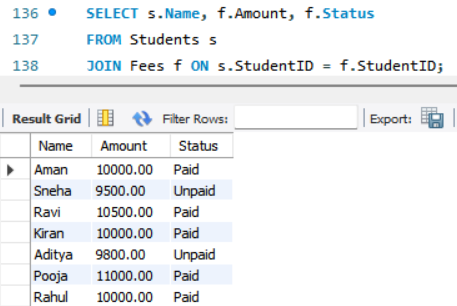 136 SELECT s.Name, f.Amount, f.Status
137 FROM Students s
138 JOIN Fees f ON s.StudentID = f.StudentID;
Result Grid Filter Rows: Export:
Name Amount Status
Aman 10000.00 Paid
Sneha 9500.00 Unpaid
Ravi 10500.00 Paid
Kiran 10000.00 Paid
Aditya 9800.00 Unpaid
Pooja 11000.00 Paid
Rahul 10000.00 Paid